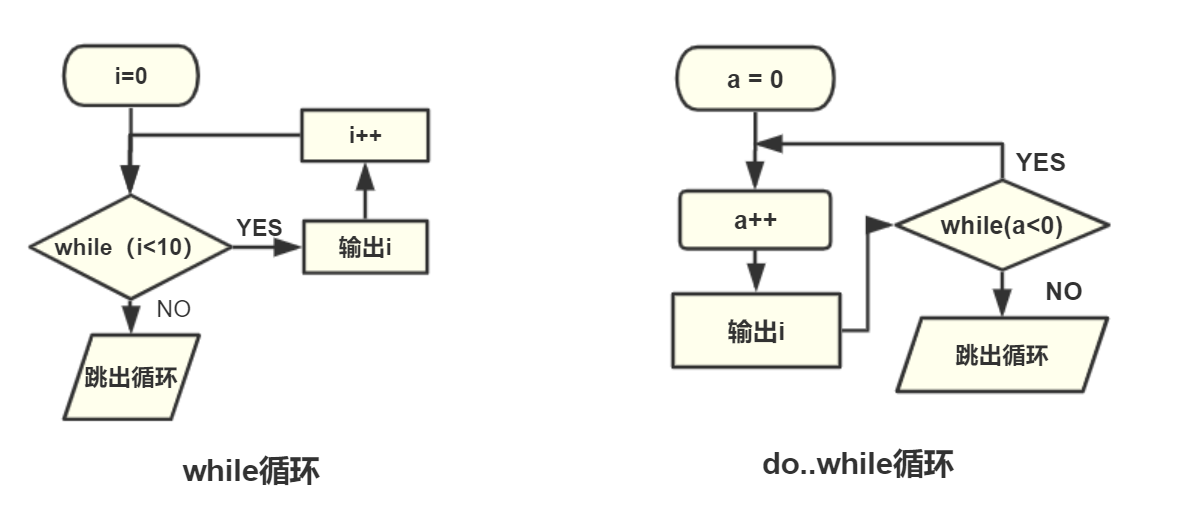 i=0
i++
while（i<10）
YES
输出i
NO
跳出循环
while循环
a = 0
YES
a++
while(a<0)
NO
输出i
跳出循环
do..while循环